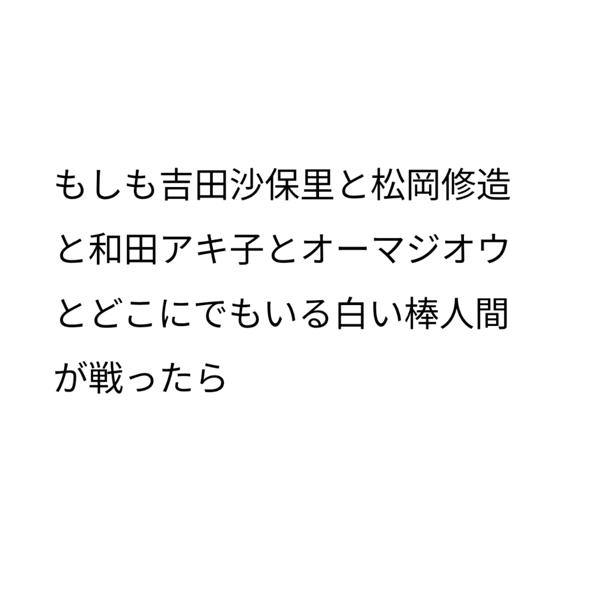 もしも吉田沙保里と松岡修造
と和田アキ子とオーマジオウ
とどこにでもいる白い棒人間
が戦ったら